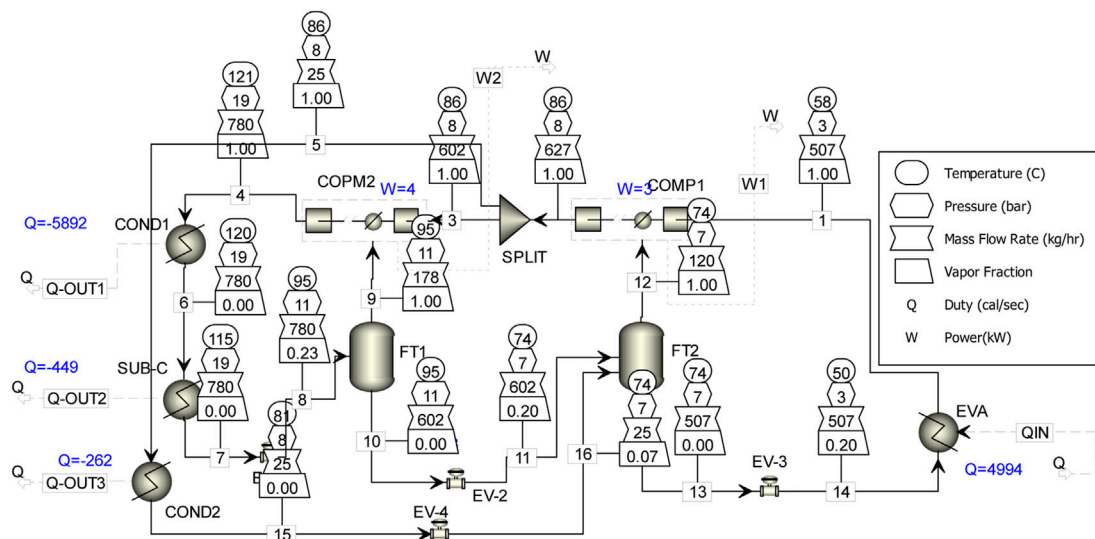 86
8
25
1.00
5
121
19
780
1.00
4
COPM2
W=4
W2
W
86
8
602
1.00
3
86
8
627
1.00
SPLIT
W=3
COMP1
W1
W
58
3
507
1.00
1
Temperature (C)
Pressure (bar)
Mass Flow Rate (kg/hr)
Vapor Fraction
Q Duty (cal/sec)
W Power(kW)
Q=-5892
COND1
Q
Q-OUT1
120
19
780
0.00
6
95
11
178
1.00
9
74
7
120
1.00
12
95
11
780
0.23
8
FT1
FT2
Q=-449
SUB-C
Q
Q-OUT2
115
19
780
0.00
7
81
8
25
0.00
15
95
11
602
0.00
10
74
7
602
0.20
11
EV-2
74
7
25
0.07
16
74
7
507
0.00
13
EV-3
50
3
507
0.20
14
EVA
QIN
Q=4994
Q
Q=-262
Q
Q-OUT3
COND2
EV-4